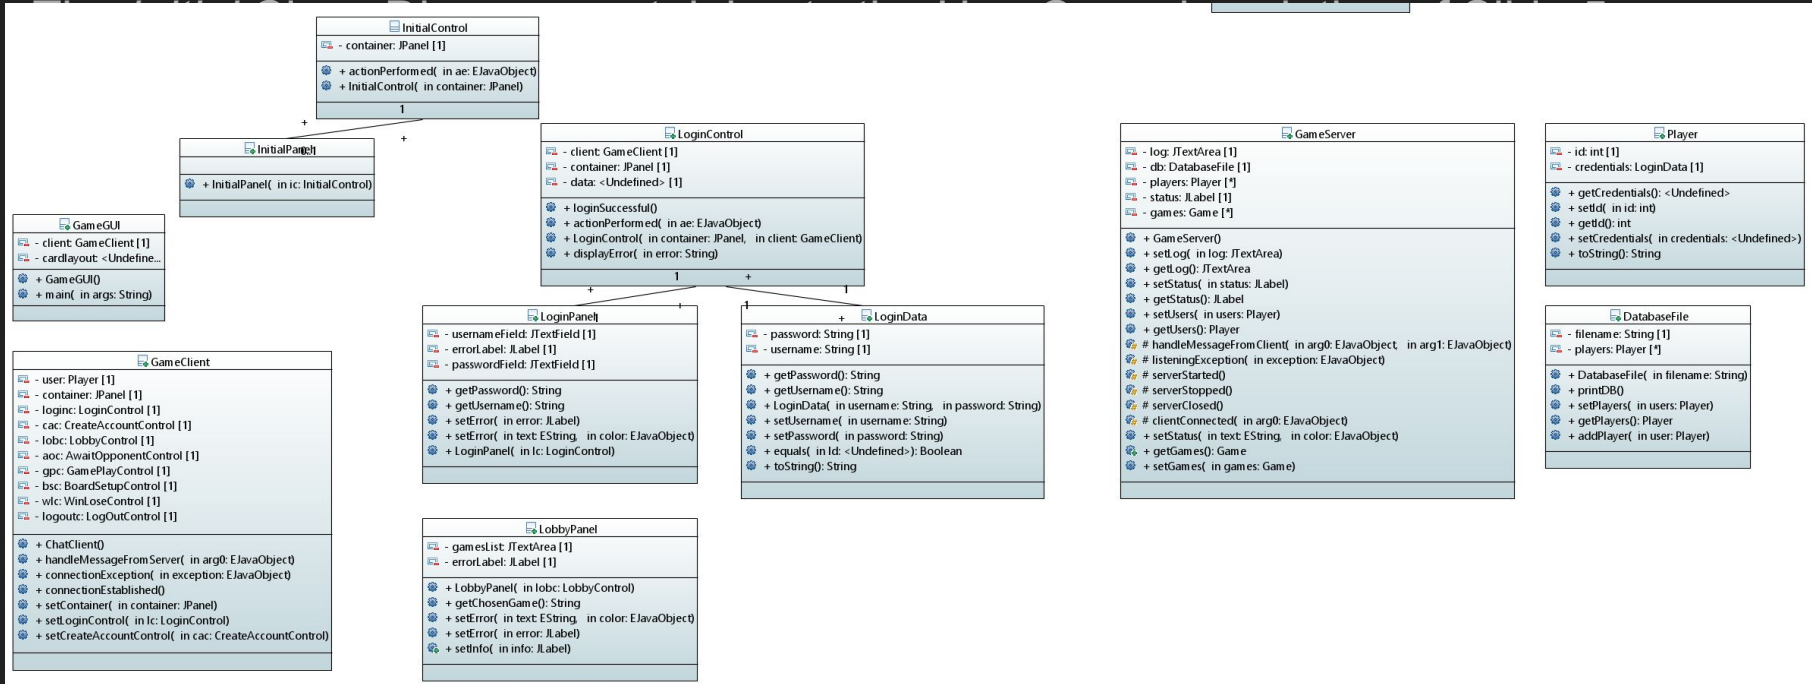 InitialControl
- container: JPanel [1]
+ actionPerformed( in ae: EJavaObject)
+ InitialControl( in container: JPanel)
1
+
+
InitialPanel
0..1
+ InitialPanel( in ic: InitialControl)
GameGUI
- client: GameClient [1]
- cardlayout: <Undefine...
+ GameGUI()
+ main( in args: String)
GameClient
- user: Player [1]
- container: JPanel [1]
- loginc: LoginControl [1]
- cac: CreateAccountControl [1]
- lobc: LobbyControl [1]
- aoc: AwaitOpponentControl [1]
- gpc: GamePlayControl [1]
- bsc: BoardSetupControl [1]
- wlc: WinLoseControl [1]
- logoutc: LogOutControl [1]
+ ChatClient()
+ handleMessageFromServer( in arg0: EJavaObject)
+ connectionException( in exception: EJavaObject)
+ connectionEstablished()
+ setContainer( in container: JPanel)
+ setLoginControl( in lc: LoginControl)
+ setCreateAccountControl( in cac: CreateAccountControl)
LoginControl
- client: GameClient [1]
- container: JPanel [1]
- data: <Undefined> [1]
+ loginSuccessful()
+ actionPerformed( in ae: EJavaObject)
+ LoginControl( in container: JPanel, in client: GameClient)
+ displayError( in error: String)
1
+
+
1
+
1
+
LoginPanel
1
- usernameField: JTextField [1]
- errorLabel: JLabel [1]
- passwordField: JTextField [1]
+ getPassword(): String
+ getUsername(): String
+ setError( in error: JLabel)
+ setError( in text: EString, in color: EJavaObject)
+ LoginPanel( in lc: LoginControl)
LoginData
- password: String [1]
- username: String [1]
+ getPassword(): String
+ getUsername(): String
+ LoginData( in username: String, in password: String)
+ setUsername( in username: String)
+ setPassword( in password: String)
+ equals( in ld: <Undefined>): Boolean
+ toString(): String
LobbyPanel
- gamesList: JTextArea [1]
- errorLabel: JLabel [1]
+ LobbyPanel( in lobc: LobbyControl)
+ getChosenGame(): String
+ setError( in text: EString, in color: EJavaObject)
+ setError( in error: JLabel)
+ setInfo( in info: JLabel)
GameServer
- log: JTextArea [1]
- db: DatabaseFile [1]
- players: Player [*]
- status: JLabel [1]
- games: Game [*]
+ GameServer()
+ setLog( in log: JTextArea)
+ getLog(): JTextArea
+ setStatus( in status: JLabel)
+ getStatus(): JLabel
+ setUsers( in users: Player)
+ getUsers(): Player
# handleMessageFromClient( in arg0: EJavaObject, in arg1: EJavaObject)
# listeningException( in exception: EJavaObject)
# serverStarted()
# serverStopped()
# serverClosed()
# clientConnected( in arg0: EJavaObject)
+ setStatus( in text: EString, in color: EJavaObject)
+ getGames(): Game
+ setGames( in games: Game)
Player
- id: int [1]
- credentials: LoginData [1]
+ getCredentials(): <Undefined>
+ setId( in id: int)
+ getId(): int
+ setCredentials( in credentials: <Undefined>)
+ toString(): String
DatabaseFile
- filename: String [1]
- players: Player [*]
+ DatabaseFile( in filename: String)
+ printDB()
+ setPlayers( in users: Player)
+ getPlayers(): Player
+ addPlayer( in user: Player)